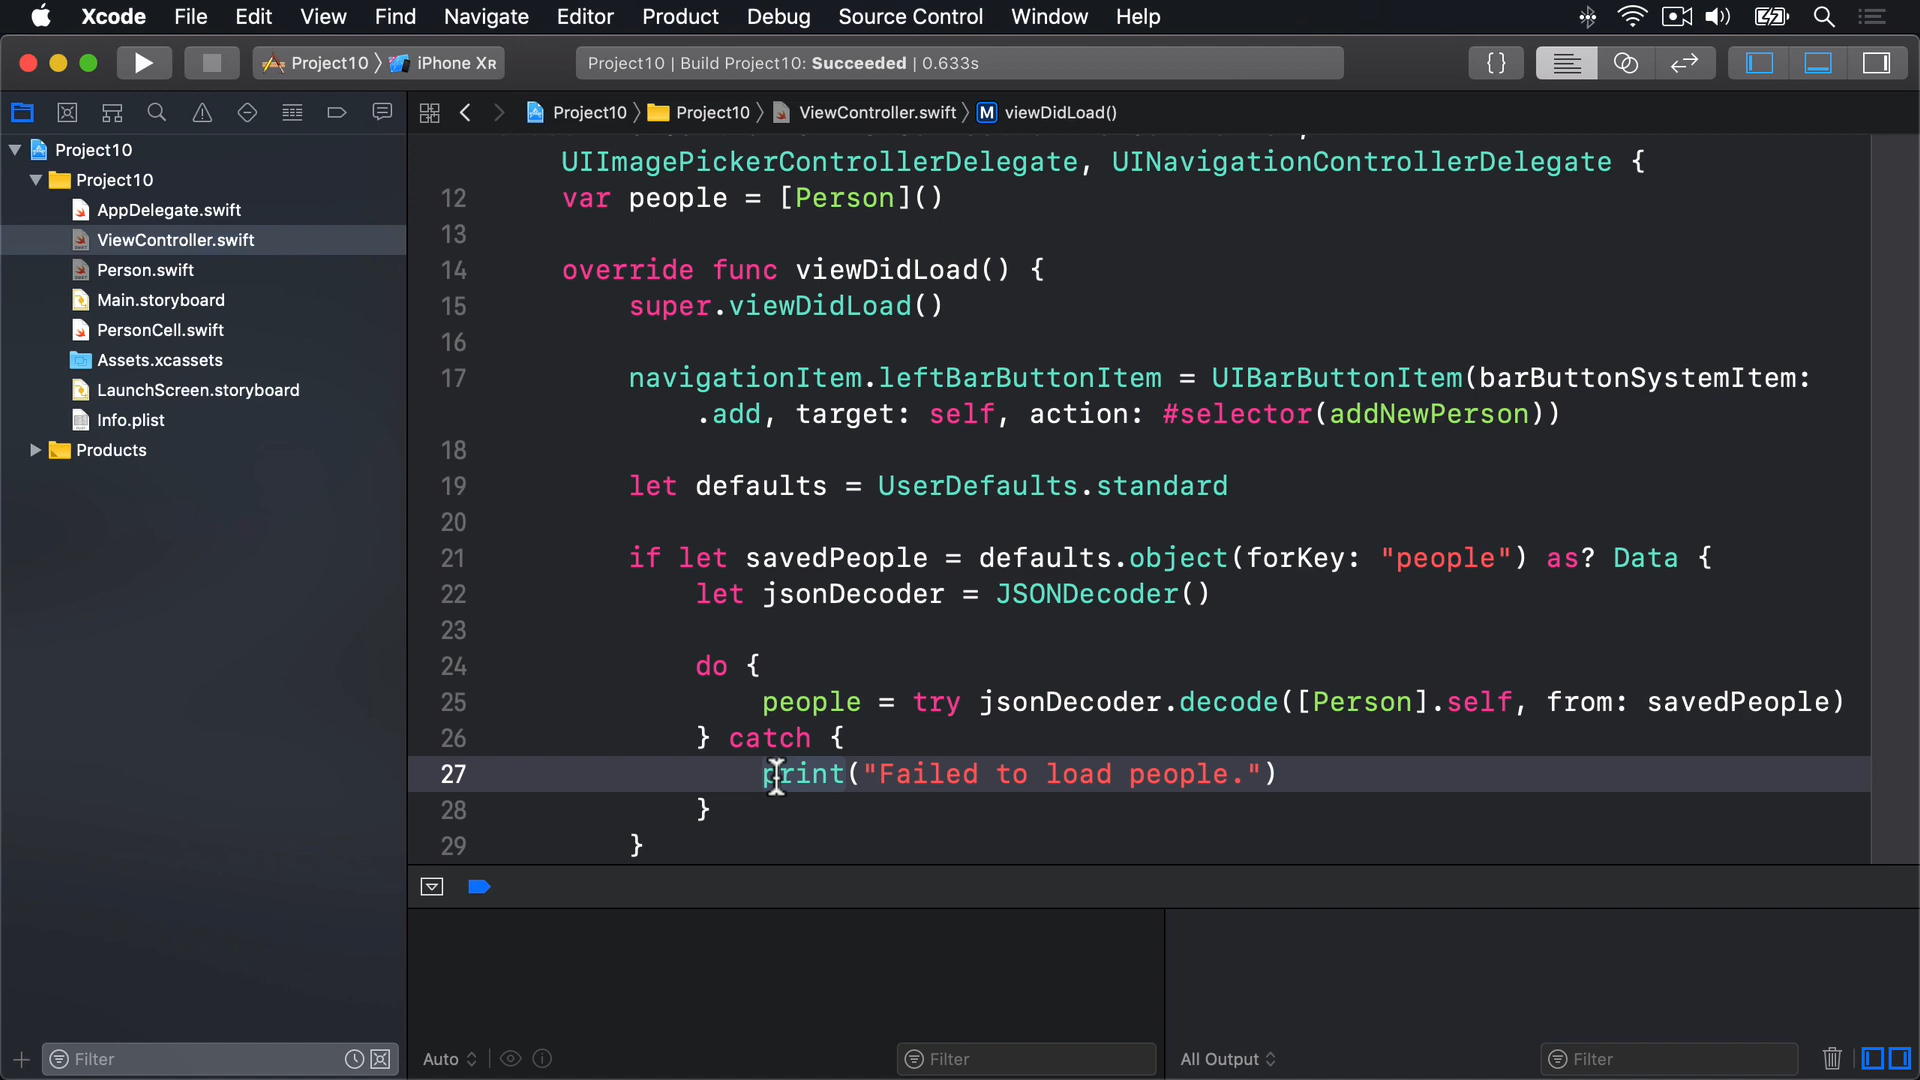 Xcode File Edit View Find Navigate Editor Product Debug Source Control Window Help
Project10 iPhone XR
Project10 | Build Project10: Succeeded | 0.633s
{}
Project10 Project10 ViewController.swift M viewDidLoad()
Project10
Project10
AppDelegate.swift
ViewController.swift
Person.swift
Main.storyboard
PersonCell.swift
Assets.xcassets
LaunchScreen.storyboard
Info.plist
Products
UIImagePickerControllerDelegate, UINavigationControllerDelegate {
12 var people = [Person]()
13
14 override func viewDidLoad() {
15 super.viewDidLoad()
16
17 navigationItem.leftBarButtonItem = UIBarButtonItem(barButtonSystemItem:
.add, target: self, action: #selector(addNewPerson))
18
19 let defaults = UserDefaults.standard
20
21 if let savedPeople = defaults.object(forKey: "people") as? Data {
22 let jsonDecoder = JSONDecoder()
23
24 do {
25 people = try jsonDecoder.decode([Person].self, from: savedPeople)
26 } catch {
27 print("Failed to load people.")
28 }
29 }
Filter
Auto
Filter
All Output
Filter